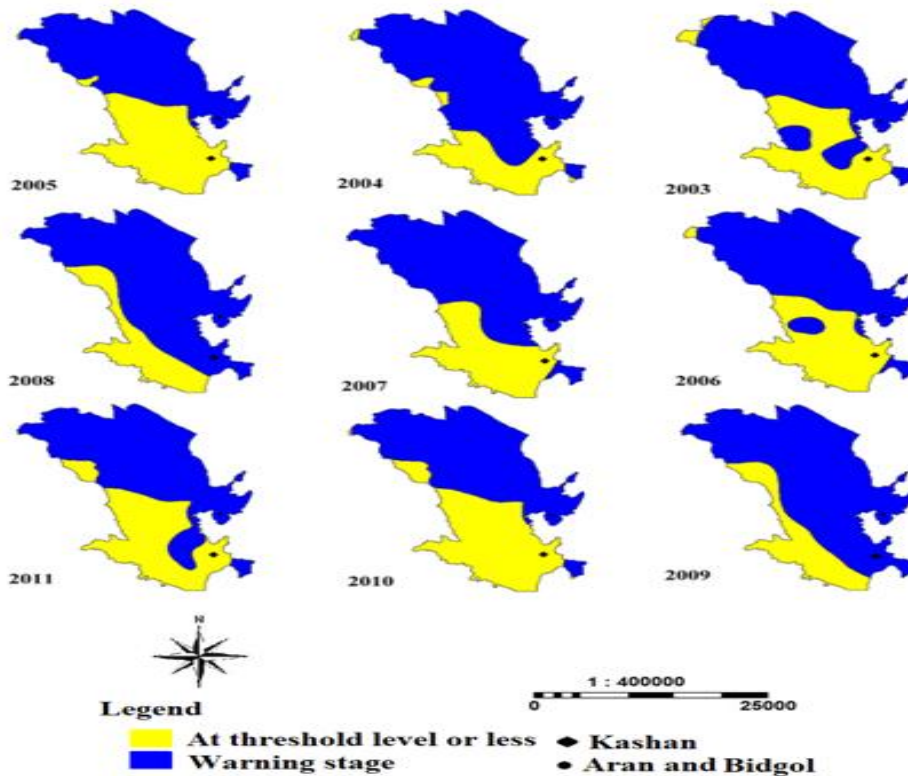 2005
2004
2003
2008
2007
2006
2011
2010
2009
N
1 : 400000
0 25000
Legend
At threshold level or less
Warning stage
Kashan
Aran and Bidgol